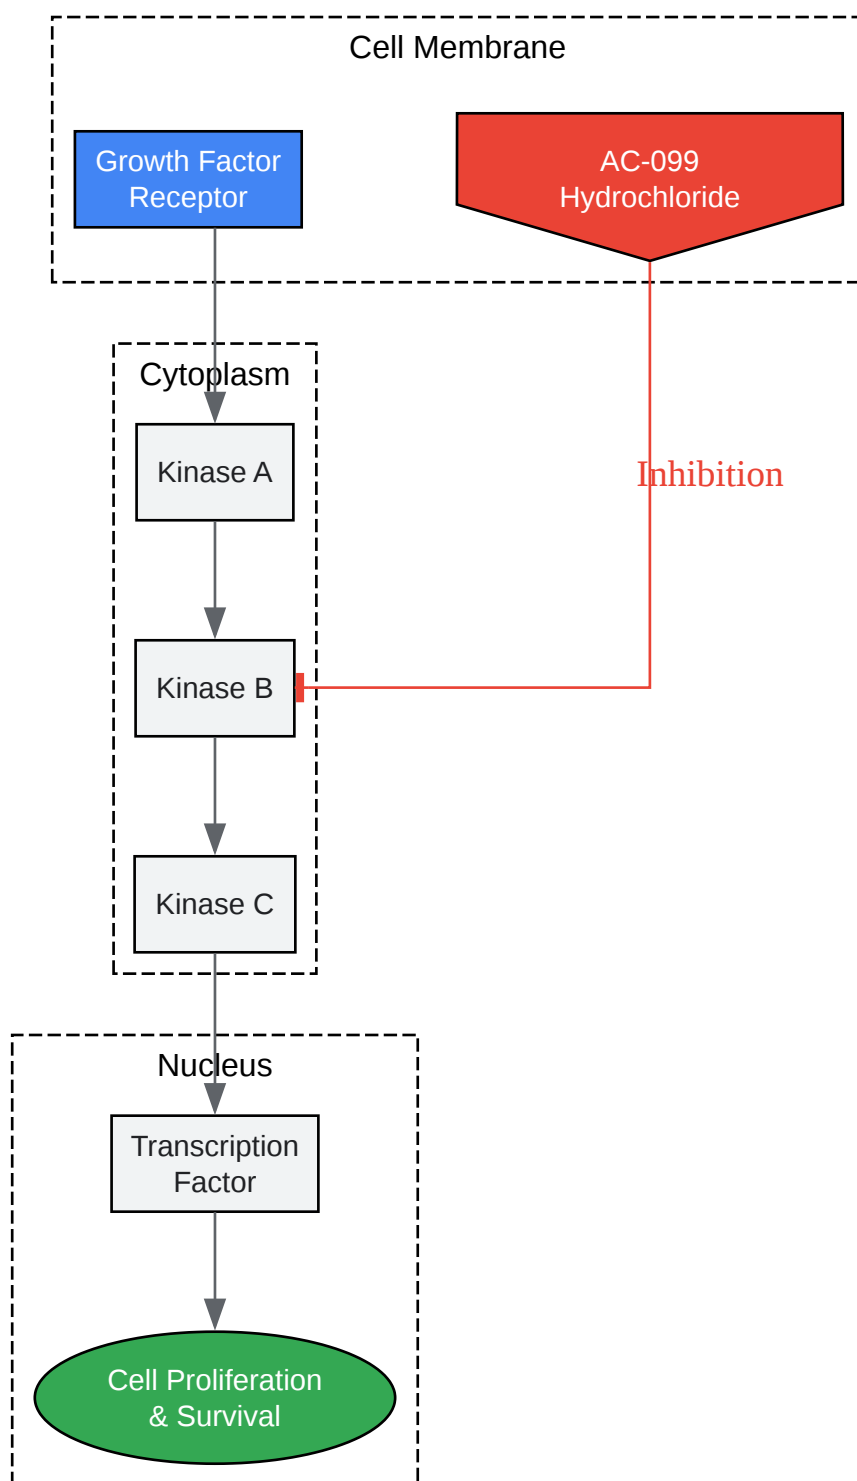 Cell Membrane
Growth Factor
Receptor
AC-099
Hydrochloride
Cytoplasm
Kinase A
Inhibition
Kinase B
Kinase C
Nucleus
Transcription
Factor
Cell Proliferation
& Survival